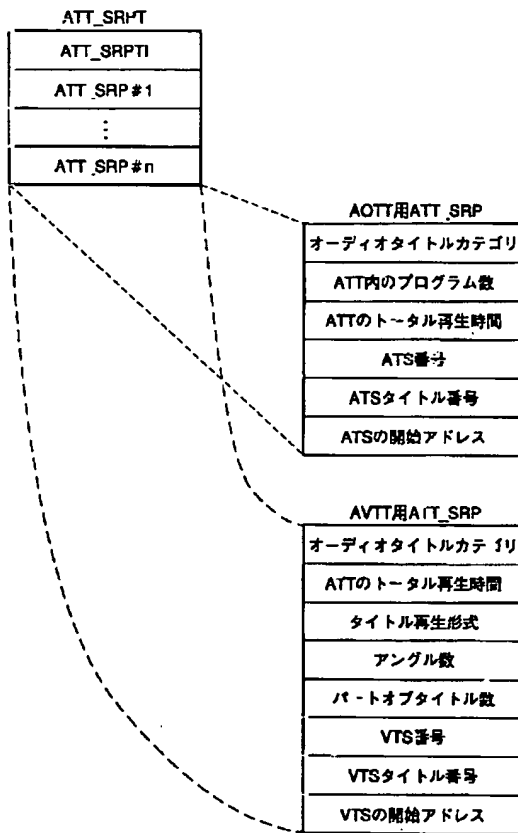 ATT_SRPT
ATT_SRPTI
ATT_SRP#1
⋮
ATT_SRP#n
AOTT用ATT_SRP
オーディオタイトルカテゴリ
ATT内のプログラム数
ATTのトータル再生時間
ATS番号
ATSタイトル番号
ATSの開始アドレス
AVTT用ATT_SRP
オーディオタイトルカテゴリ
ATTのトータル再生時間
タイトル再生形式
アングル数
パートオブタイトル数
VTS番号
VTSタイトル番号
VTSの開始アドレス